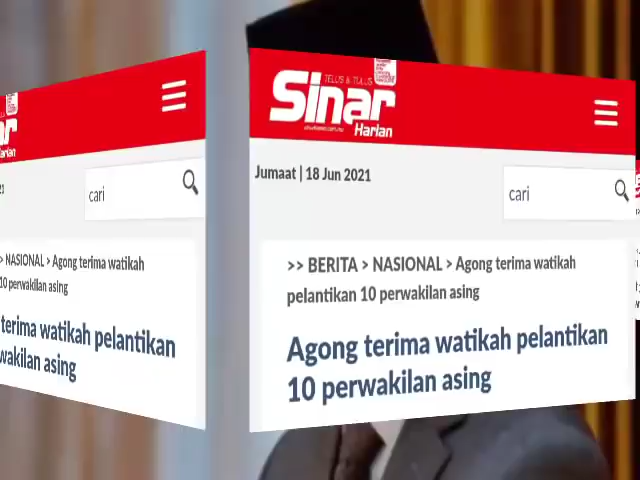 TELUS & TULUS
Sinar
Harian
Jumaat | 18 Jun 2021
cari
cari
> NASIONAL > Agong terima watikah
10 perwakilan asing
terima watikah pelantikan
wakilan asing
>> BERITA > NASIONAL > Agong terima watikah
pelantikan 10 perwakilan asing
Agong terima watikah pelantikan
10 perwakilan asing